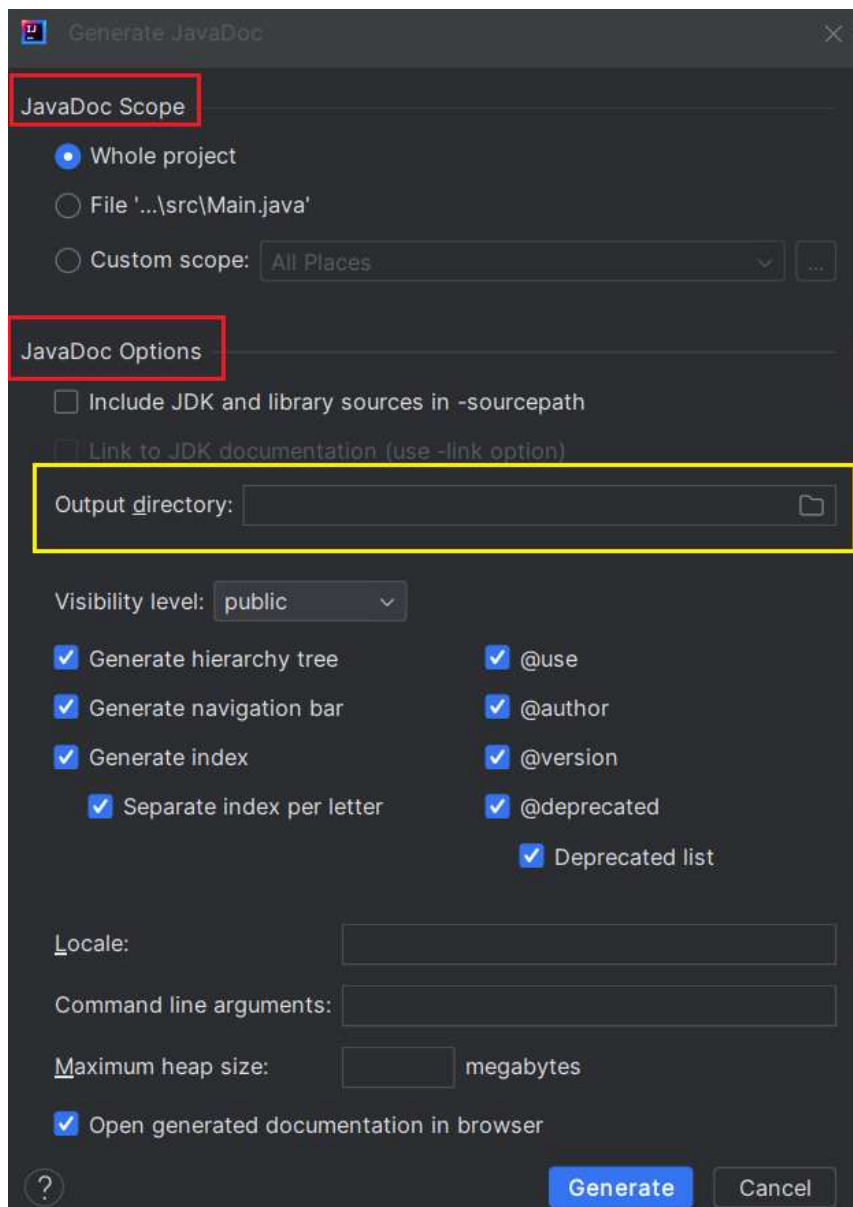 Generate JavaDoc
JavaDoc Scope
Whole project
File '...\src\Main.java'
Custom scope: All Places ...
JavaDoc Options
Include JDK and library sources in -sourcepath
Link to JDK documentation (use -link option)
Output directory:
Visibility level: public
Generate hierarchy tree @use
Generate navigation bar @author
Generate index @version
Separate index per letter @deprecated
Deprecated list
Locale:
Command line arguments:
Maximum heap size: megabytes
Open generated documentation in browser
? Generate Cancel